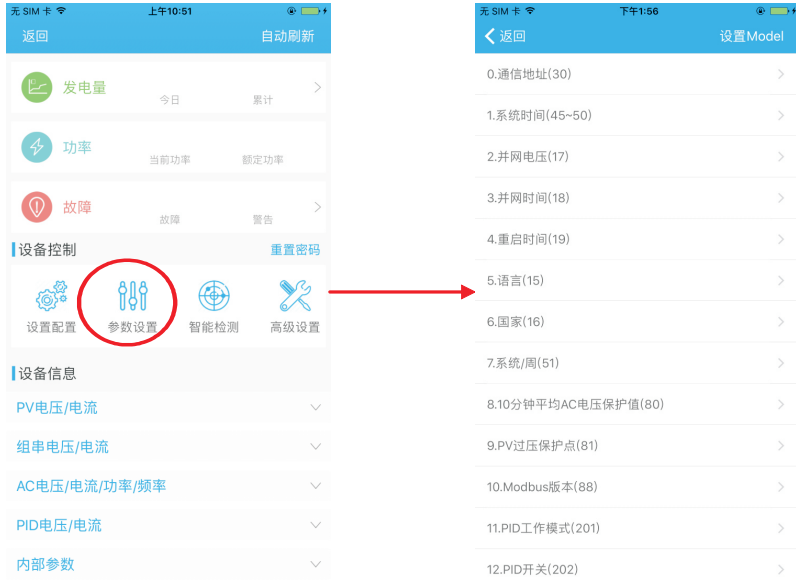 无 SIM 卡 上午10:51
返回 自动刷新
发电量
今日 累计
功率
当前功率 额定功率
故障
故障 警告
设备控制 重置密码
设置配置 参数设置 智能检测 高级设置
设备信息
PV电压/电流
组串电压/电流
AC电压/电流/功率/频率
PID电压/电流
内部参数
无 SIM 卡 下午1:56
返回 设置Model
0.通信地址(30)
1.系统时间(45~50)
2.并网电压(17)
3.并网时间(18)
4.重启时间(19)
5.语言(15)
6.国家(16)
7.系统/周(51)
8.10分钟平均AC电压保护值(80)
9.PV过压保护点(81)
10.Modbus版本(88)
11.PID工作模式(201)
12.PID开关(202)